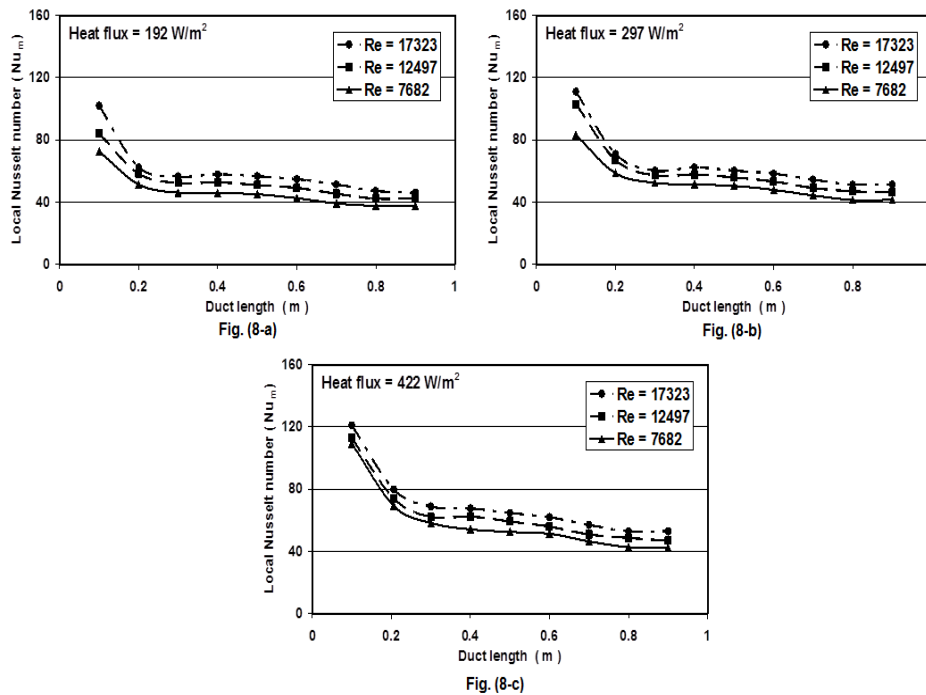 Heat flux = 192 W/m²
Re = 17323
Re = 12497
Re = 7682
Local Nusselt number ( Nuₘ )
160
120
80
40
0
0 0.2 0.4 0.6 0.8 1
Duct length ( m )
Fig. (8-a)
Heat flux = 297 W/m²
Re = 17323
Re = 12497
Re = 7682
Local Nusselt number ( Nuₘ )
160
120
80
40
0
0 0.2 0.4 0.6 0.8
Duct length ( m )
Fig. (8-b)
Heat flux = 422 W/m²
Re = 17323
Re = 12497
Re = 7682
Local Nusselt number ( Nuₘ )
160
120
80
40
0
0 0.2 0.4 0.6 0.8 1
Duct length ( m )
Fig. (8-c)